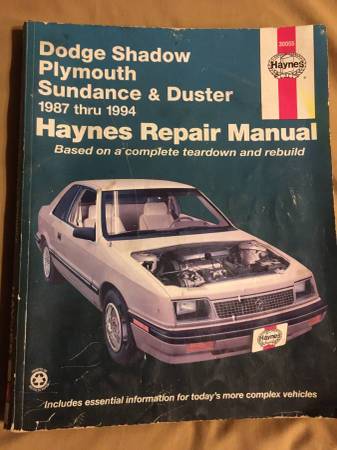 30055
Haynes
Dodge Shadow
Plymouth
Sundance & Duster
1987 thru 1994
Haynes Repair Manual
Based on a complete teardown and rebuild
Haynes
Includes essential information for today's more complex vehicles